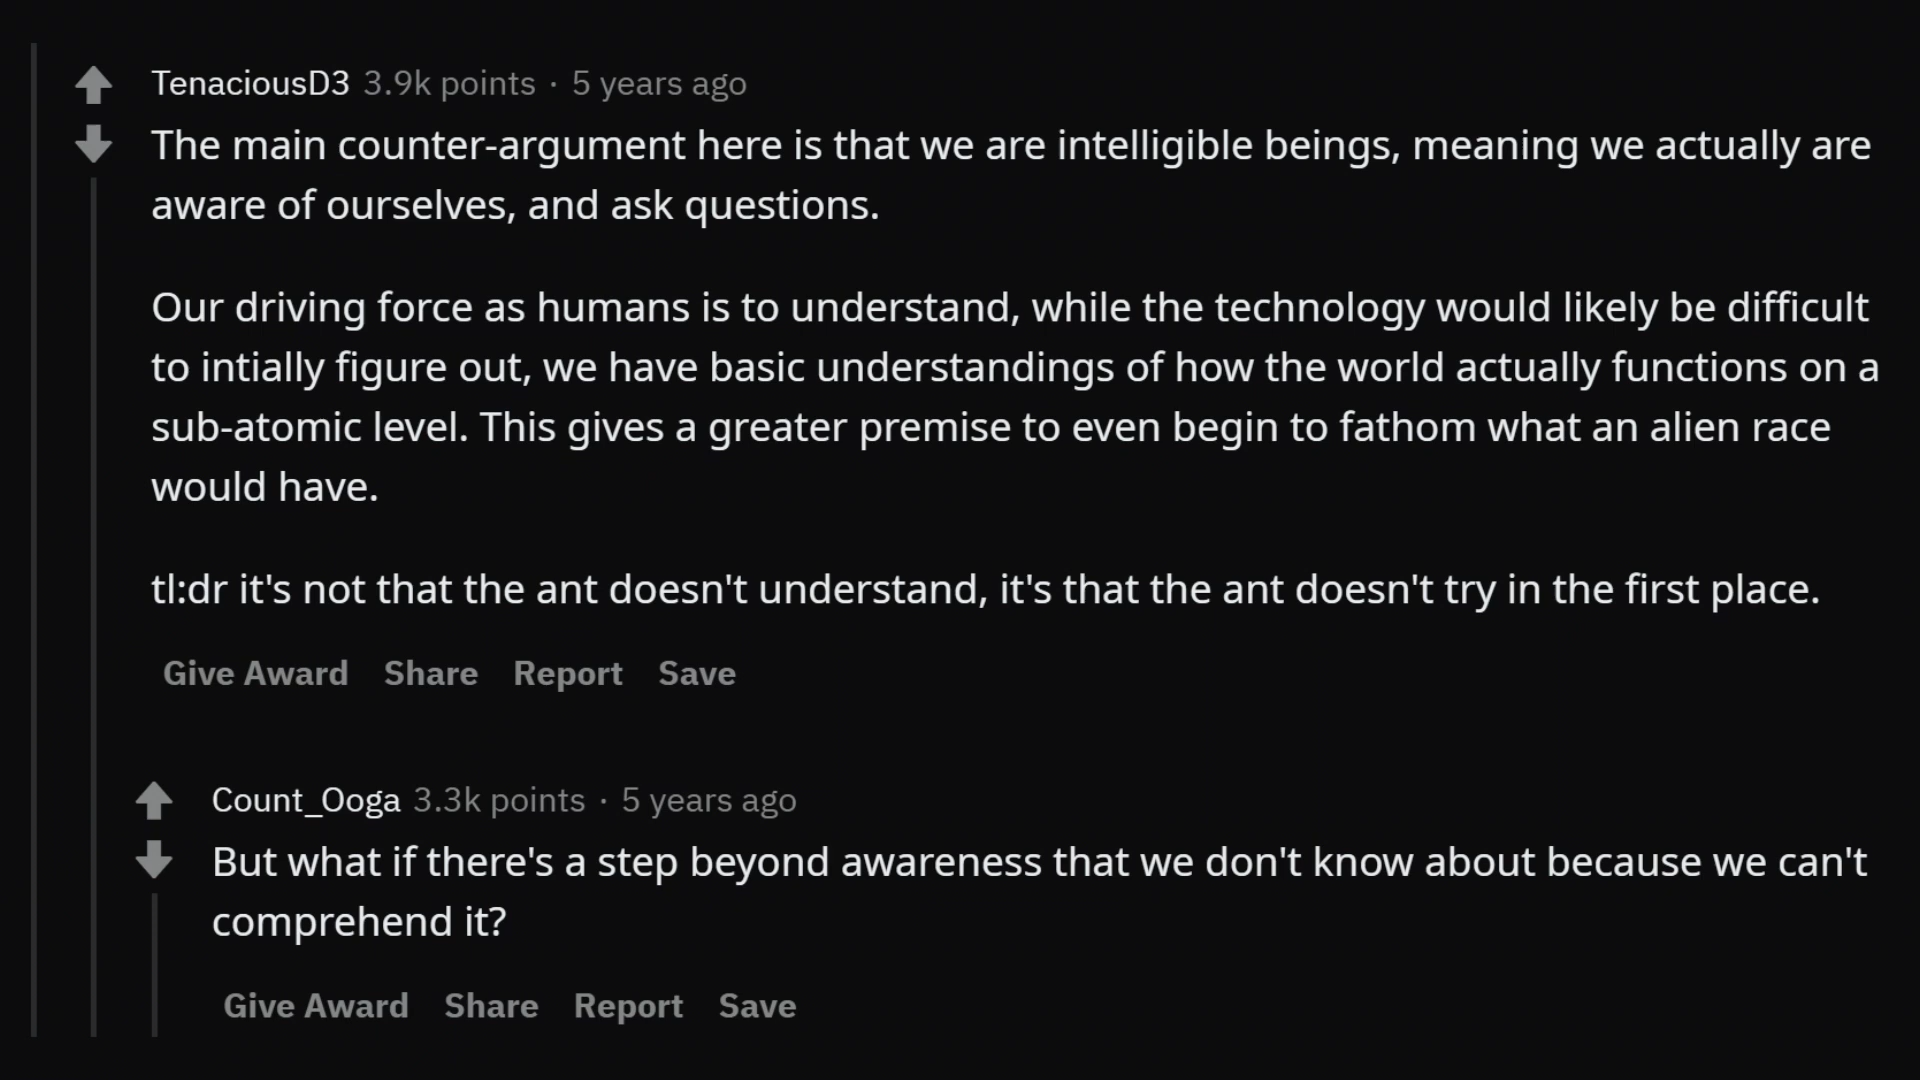 TenaciousD3 3.9k points · 5 years ago
The main counter-argument here is that we are intelligible beings, meaning we actually are
aware of ourselves, and ask questions.
Our driving force as humans is to understand, while the technology would likely be difficult
to intially figure out, we have basic understandings of how the world actually functions on a
sub-atomic level. This gives a greater premise to even begin to fathom what an alien race
would have.
tl:dr it's not that the ant doesn't understand, it's that the ant doesn't try in the first place.
Give Award Share Report Save
Count_Ooga 3.3k points · 5 years ago
But what if there's a step beyond awareness that we don't know about because we can't
comprehend it?
Give Award Share Report Save